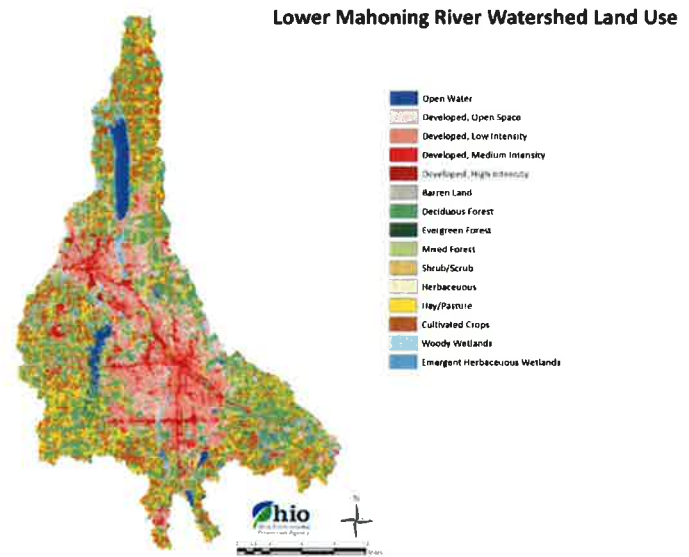 Lower Mahoning River Watershed Land Use
Open Water
Developed, Open Space
Developed, Low Intensity
Developed, Medium Intensity
Developed, High Intensity
Barren Land
Deciduous Forest
Evergreen Forest
Mixed Forest
Shrub/Scrub
Herbaceous
Hay/Pasture
Cultivated Crops
Woody Wetlands
Emergent Herbaceous Wetlands
Ohio
N